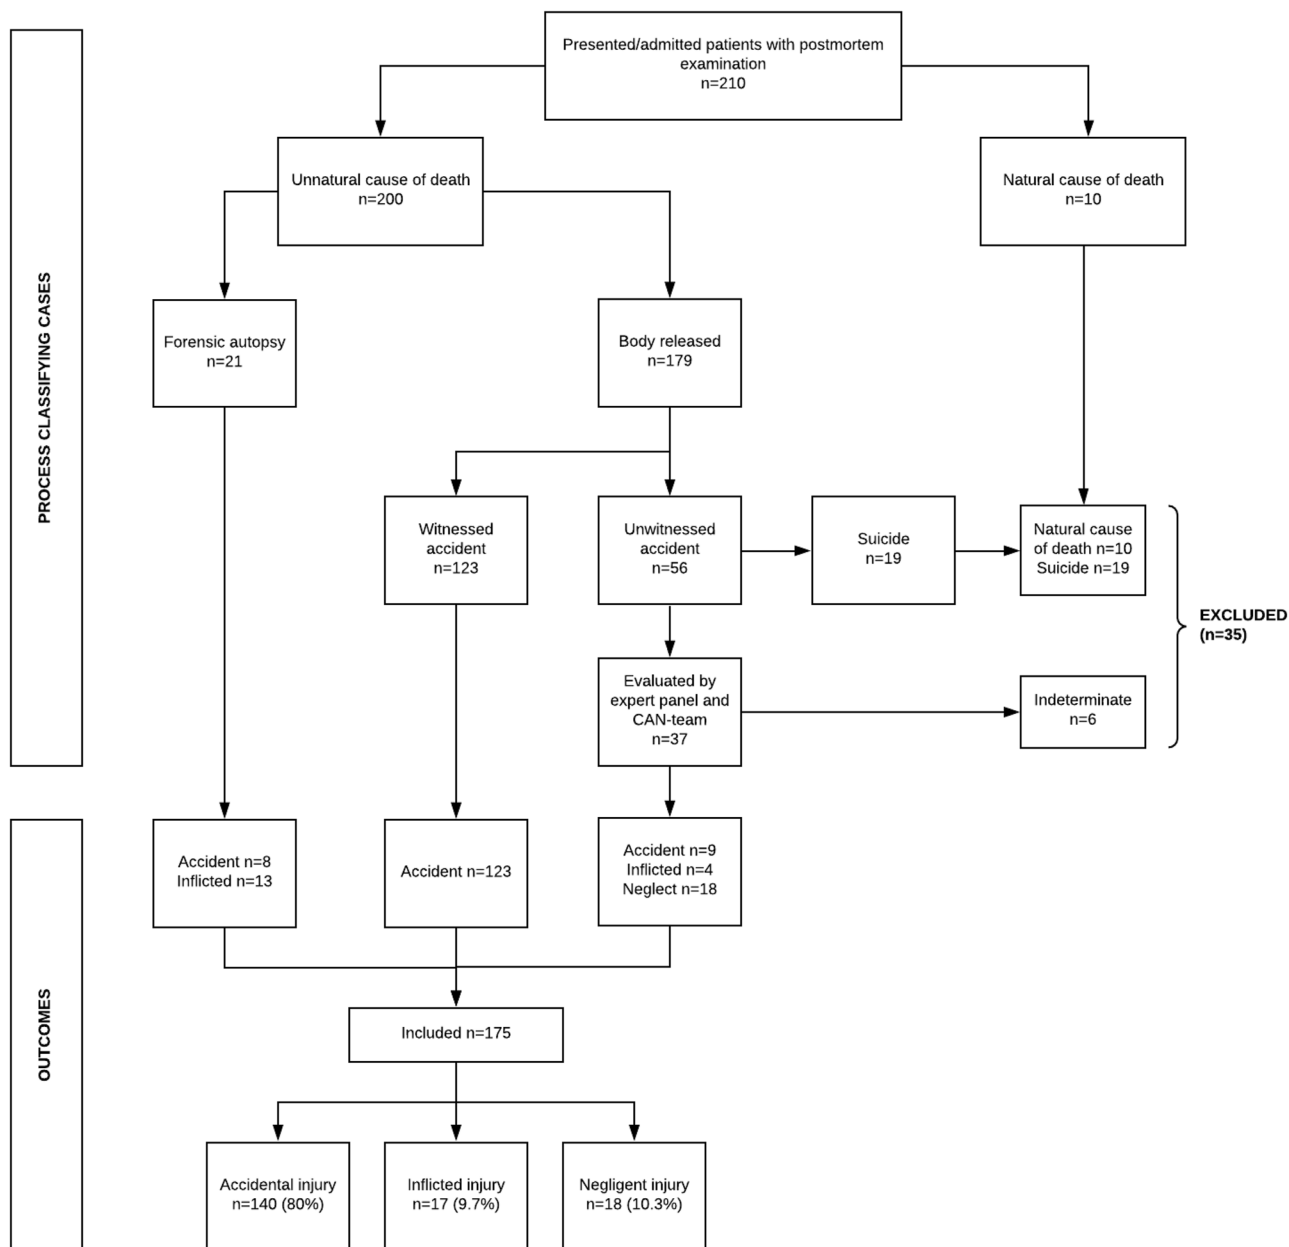 Presented/admitted patients with postmortem
examination
n=210
Unnatural cause of death
n=200
Natural cause of death
n=10
PROCESS CLASSIFYING CASES
Forensic autopsy
n=21
Body released
n=179
Witnessed
accident
n=123
Unwitnessed
accident
n=56
Suicide
n=19
Natural cause
of death n=10
Suicide n=19
EXCLUDED
(n=35)
Evaluated by
expert panel and
CAN-team
n=37
Indeterminate
n=6
OUTCOMES
Accident n=8
Inflicted n=13
Accident n=123
Accident n=9
Inflicted n=4
Neglect n=18
Included n=175
Accidental injury
n=140 (80%)
Inflicted injury
n=17 (9.7%)
Negligent injury
n=18 (10.3%)